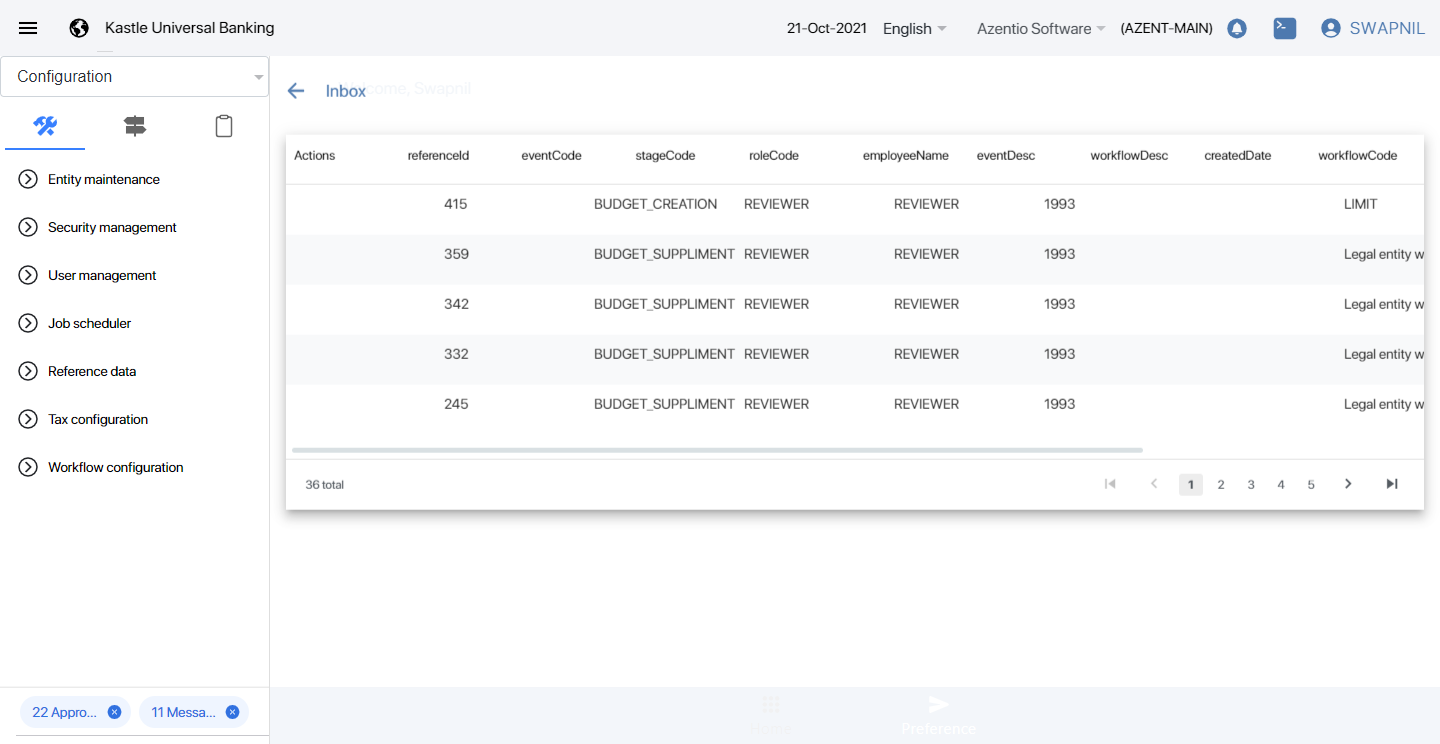 Kastle Universal Banking 21-Oct-2021 English Azentio Software (AZENT-MAIN) SWAPNIL
Configuration
Inbox come, Swapnil
Actions referenceId eventCode stageCode roleCode employeeName eventDesc workflowDesc createdDate workflowCode
Entity maintenance
415 BUDGET_CREATION REVIEWER REVIEWER 1993 LIMIT
Security management
359 BUDGET_SUPPLIMENT REVIEWER REVIEWER 1993 Legal entity w
User management
342 BUDGET_SUPPLIMENT REVIEWER REVIEWER 1993 Legal entity w
Job scheduler
332 BUDGET_SUPPLIMENT REVIEWER REVIEWER 1993 Legal entity w
Reference data
245 BUDGET_SUPPLIMENT REVIEWER REVIEWER 1993 Legal entity w
Tax configuration
Workflow configuration
36 total 1 2 3 4 5
22 Appro... 11 Messa...
Home Preference